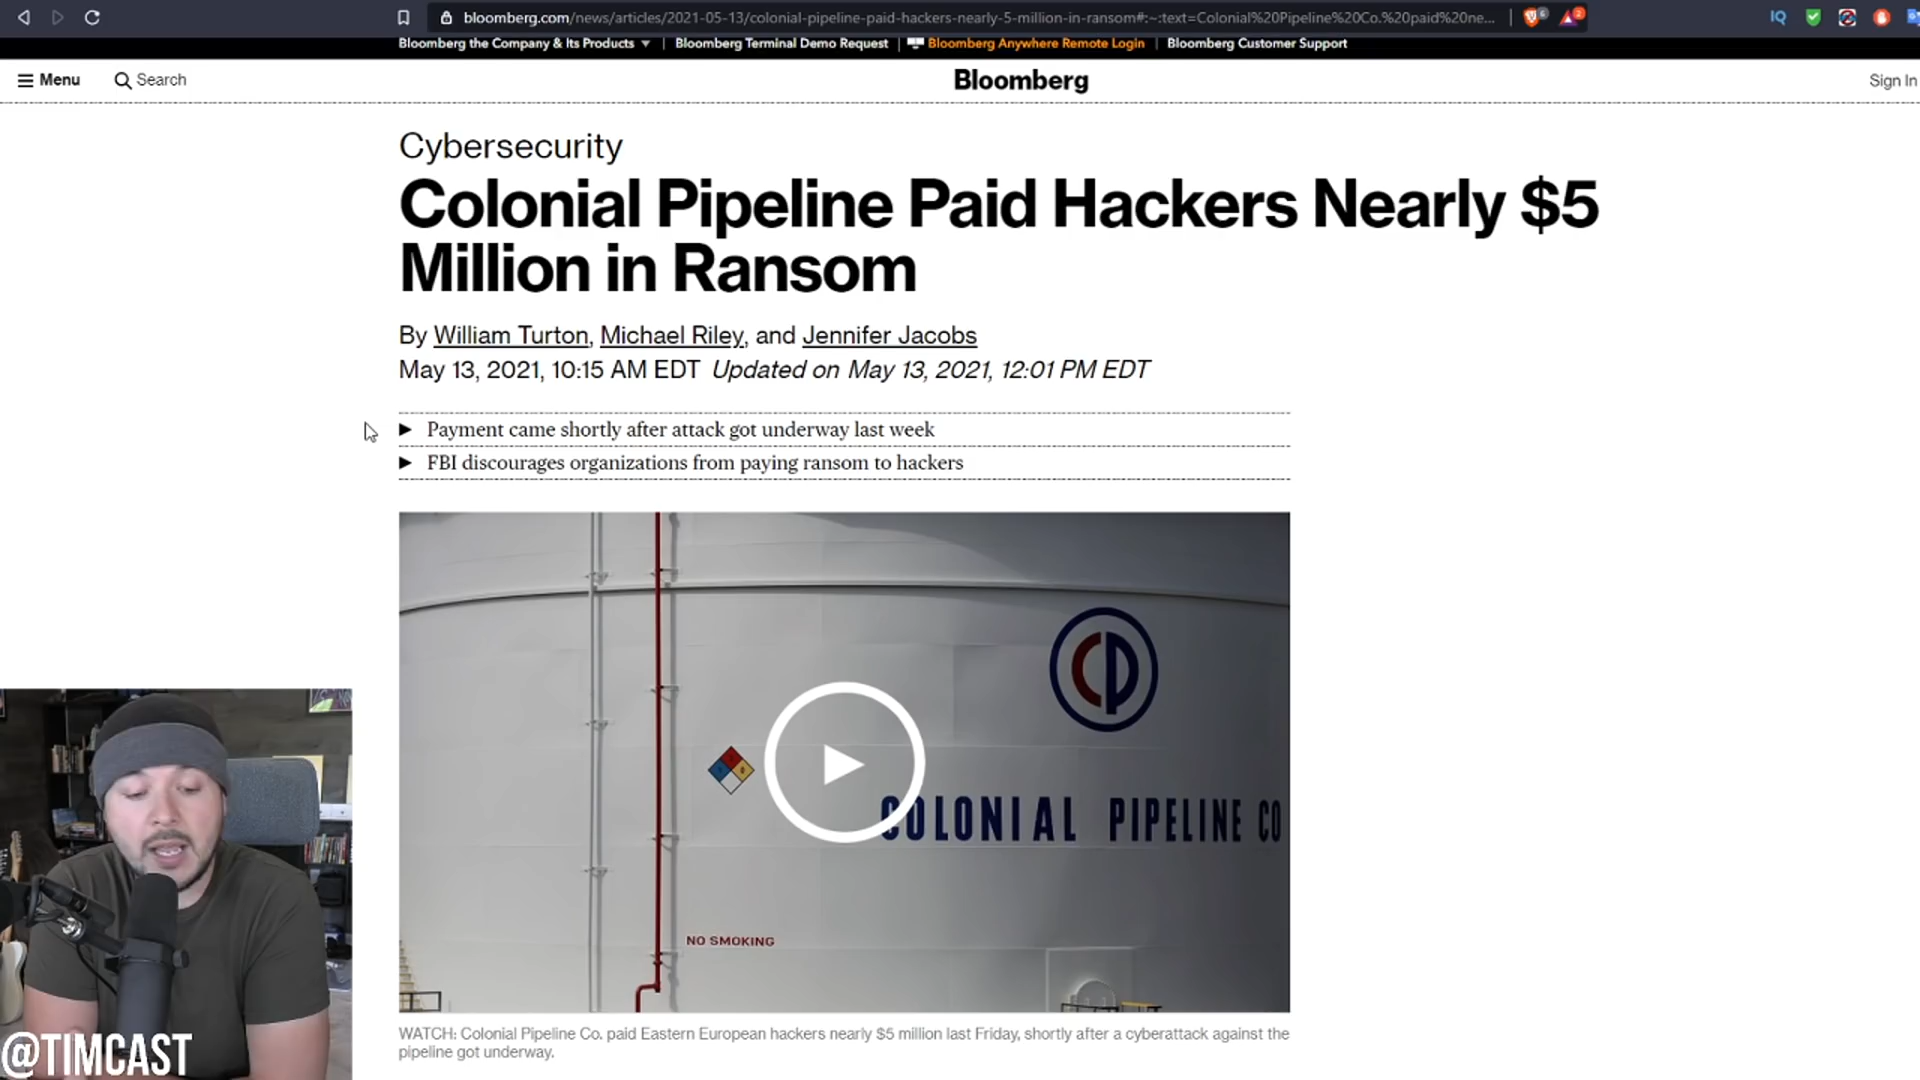 bloomberg.com/news/articles/2021-05-13/colonial-pipeline-paid-hackers-nearly-5-million-in-ransom#:~:text=Colonial%20Pipeline%20Co.%20paid%20ne...
Bloomberg the Company & Its Products
Bloomberg Terminal Demo Request
Bloomberg Anywhere Remote Login
Bloomberg Customer Support
Menu
Search
Bloomberg
Sign In
Cybersecurity
Colonial Pipeline Paid Hackers Nearly $5
Million in Ransom
By William Turton, Michael Riley, and Jennifer Jacobs
May 13, 2021, 10:15 AM EDT Updated on May 13, 2021, 12:01 PM EDT
Payment came shortly after attack got underway last week
FBI discourages organizations from paying ransom to hackers
CP
COLONIAL PIPELINE CO
NO SMOKING
WATCH: Colonial Pipeline Co. paid Eastern European hackers nearly $5 million last Friday, shortly after a cyberattack against the
pipeline got underway.
@TIMCAST